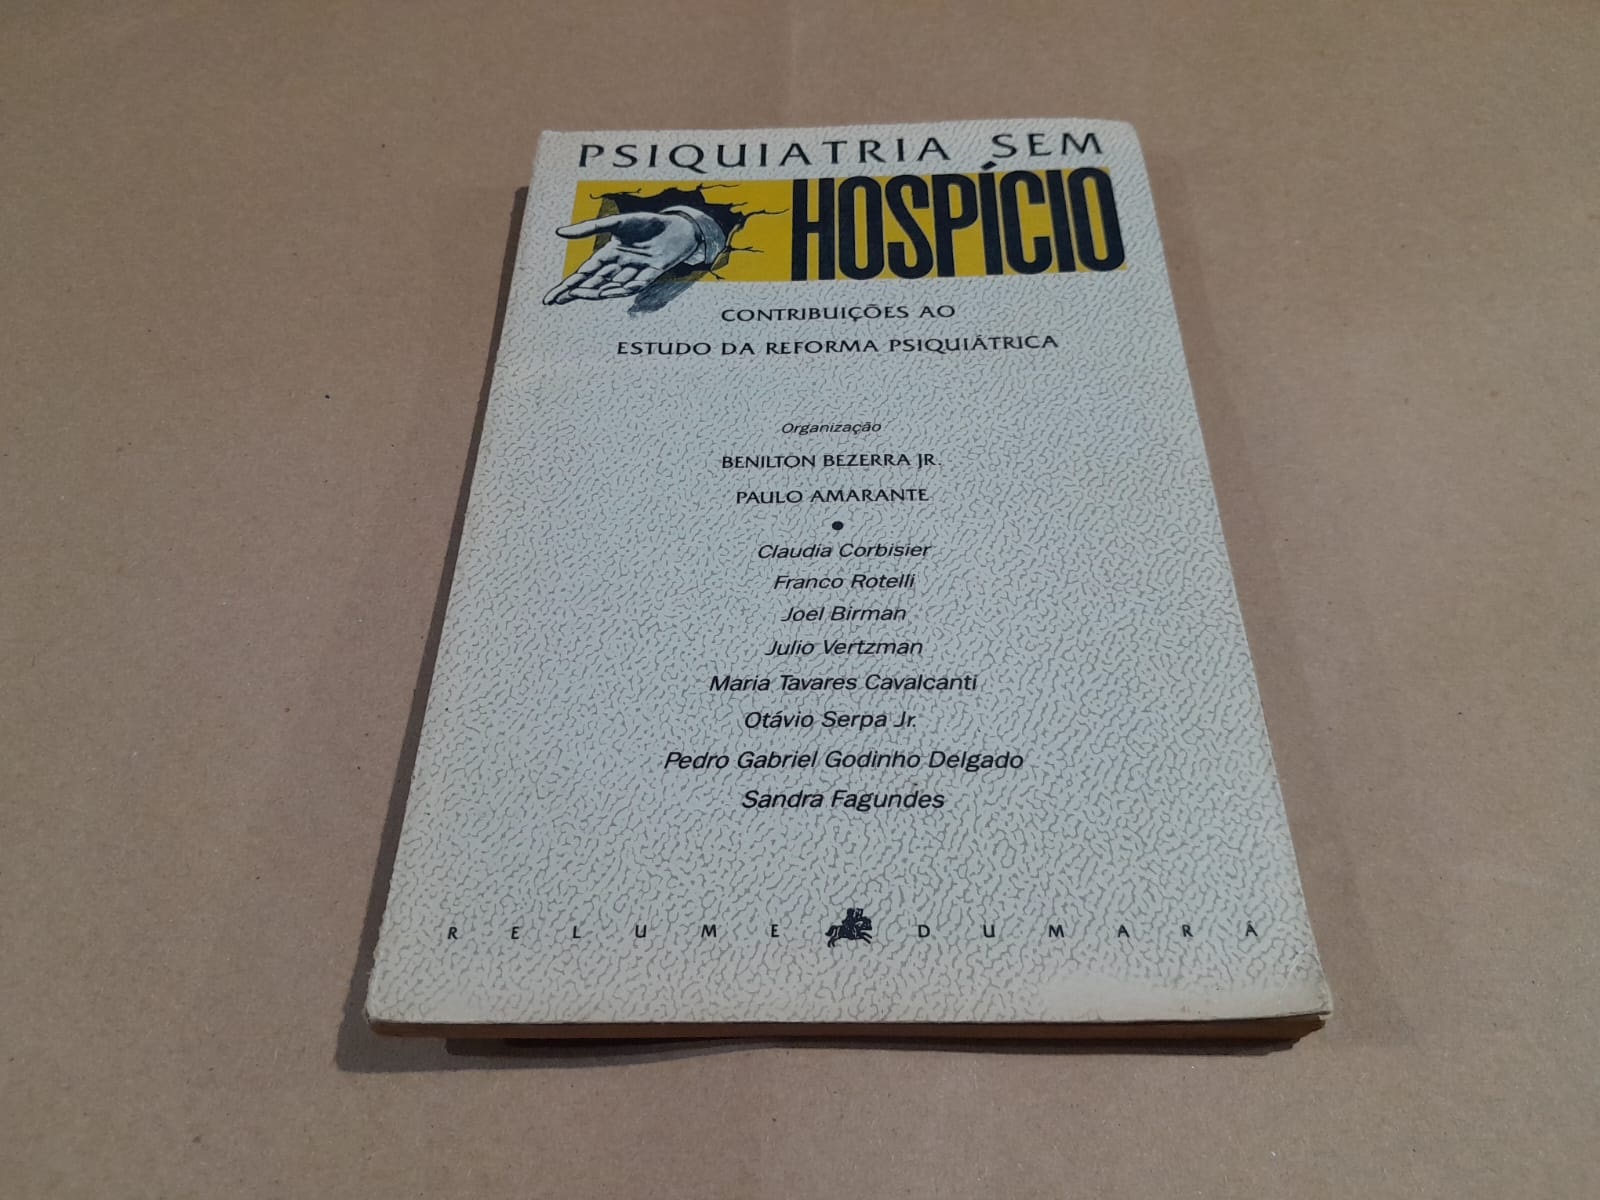 PSIQUIATRIA SEM
HOSPÍCIO
CONTRIBUIÇÕES AO
ESTUDO DA REFORMA PSIQUIÁTRICA
Organização
BENILTON BEZERRA JR.
PAULO AMARANTE
Claudia Corbisier
Franco Rotelli
Joel Birman
Julio Vertzman
Maria Tavares Cavalcanti
Otávio Serpa Jr.
Pedro Gabriel Godinho Delgado
Sandra Fagundes
RELUME DUMARÁ